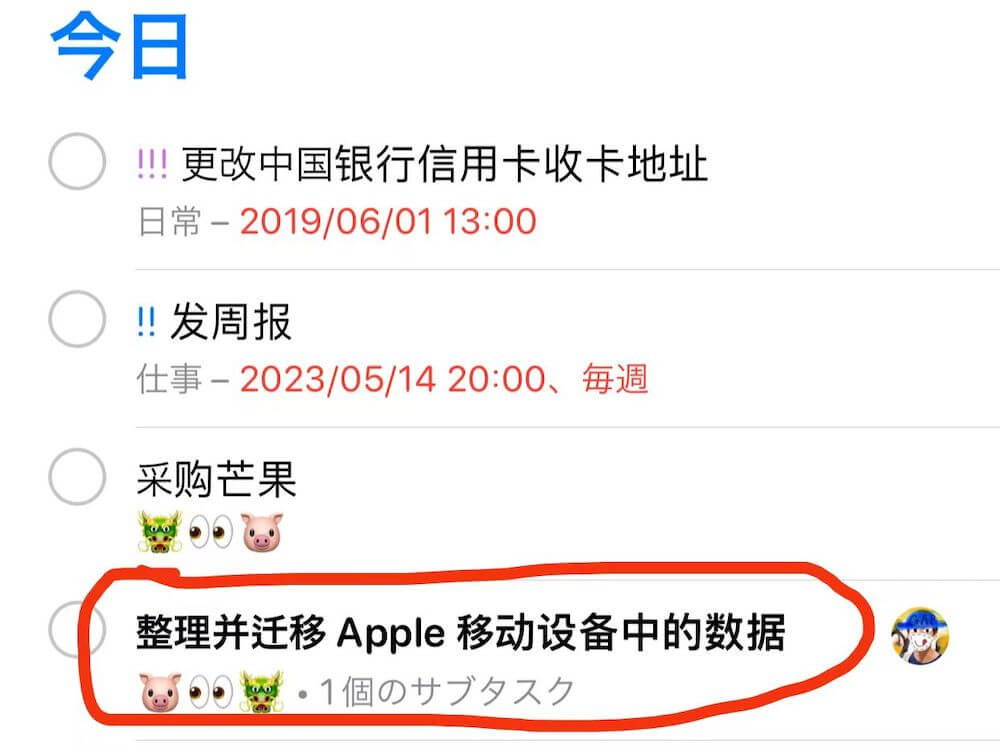 今日
!!! 更改中国银行信用卡收卡地址
日常 – 2019/06/01 13:00
!! 发周报
仕事 – 2023/05/14 20:00、毎週
采购芒果
🐲👀🐷
整理并迁移 Apple 移动设备中的数据
🐷👀🐲 • 1個のサブタスク